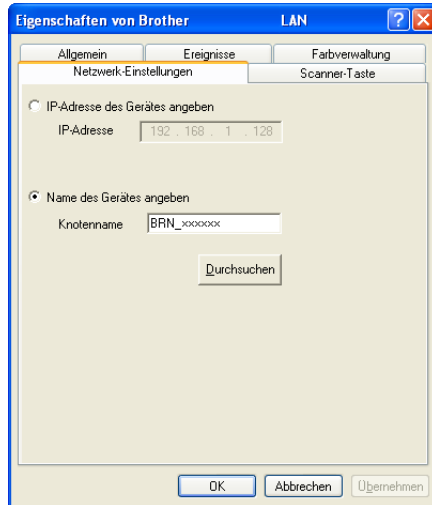 Eigenschaften von Brother LAN
Allgemein Ereignisse Farbverwaltung
Netzwerk-Einstellungen Scanner-Taste
IP-Adresse des Gerätes angeben
IP-Adresse 192 . 168 . 1 . 128
Name des Gerätes angeben
Knotenname BRN_xxxxxx
Durchsuchen
OK Abbrechen Übernehmen